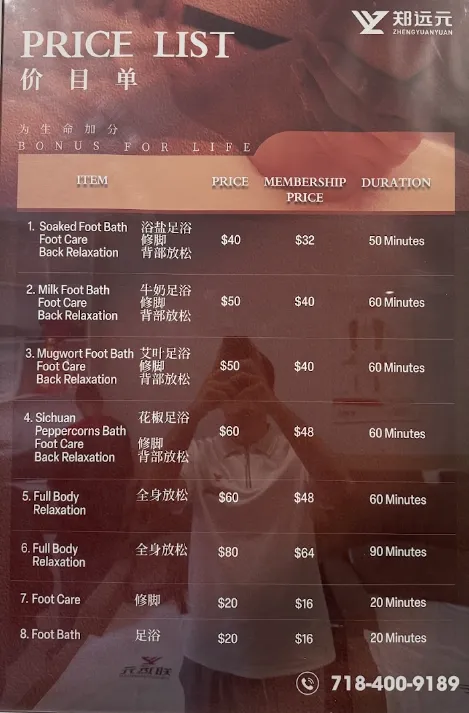 郑远元
ZHENGYUANYUAN
PRICE LIST
价目单
为生命加分
BONUS FOR LIFE
ITEM PRICE MEMBERSHIP PRICE DURATION
1. Soaked Foot Bath 浴盐足浴
Foot Care 修脚
Back Relaxation 背部放松
$40 $32 50 Minutes
2. Milk Foot Bath 牛奶足浴
Foot Care 修脚
Back Relaxation 背部放松
$50 $40 60 Minutes
3. Mugwort Foot Bath 艾叶足浴
Foot Care 修脚
Back Relaxation 背部放松
$50 $40 60 Minutes
4. Sichuan 花椒足浴
Peppercorns Bath
Foot Care 修脚
Back Relaxation 背部放松
$60 $48 60 Minutes
5. Full Body 全身放松
Relaxation
$60 $48 60 Minutes
6. Full Body 全身放松
Relaxation
$80 $64 90 Minutes
7. Foot Care 修脚 $20 $16 20 Minutes
8. Foot Bath 足浴 $20 $16 20 Minutes
718-400-9189